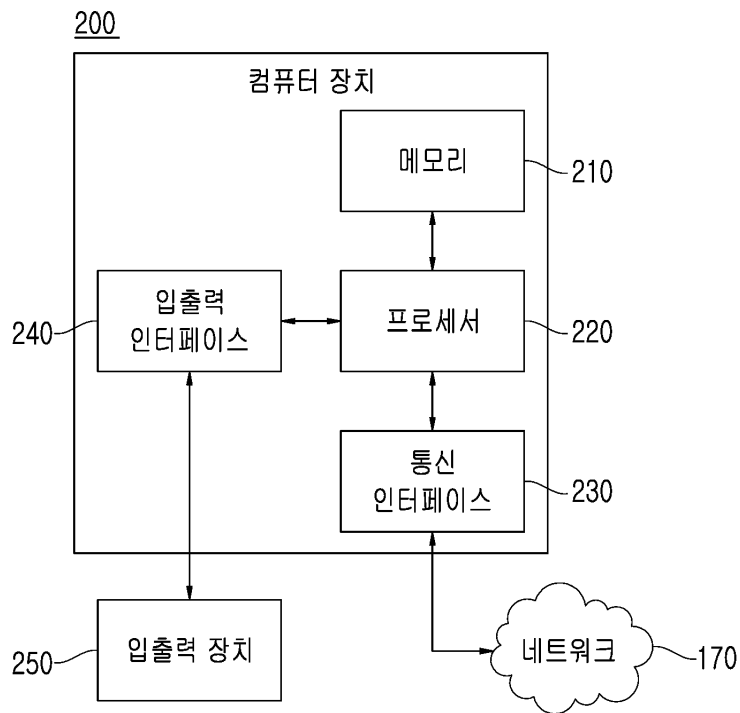 200
컴퓨터 장치
메모리
210
입출력
인터페이스
240
프로세서
220
통신
인터페이스
230
입출력 장치
250
네트워크
170